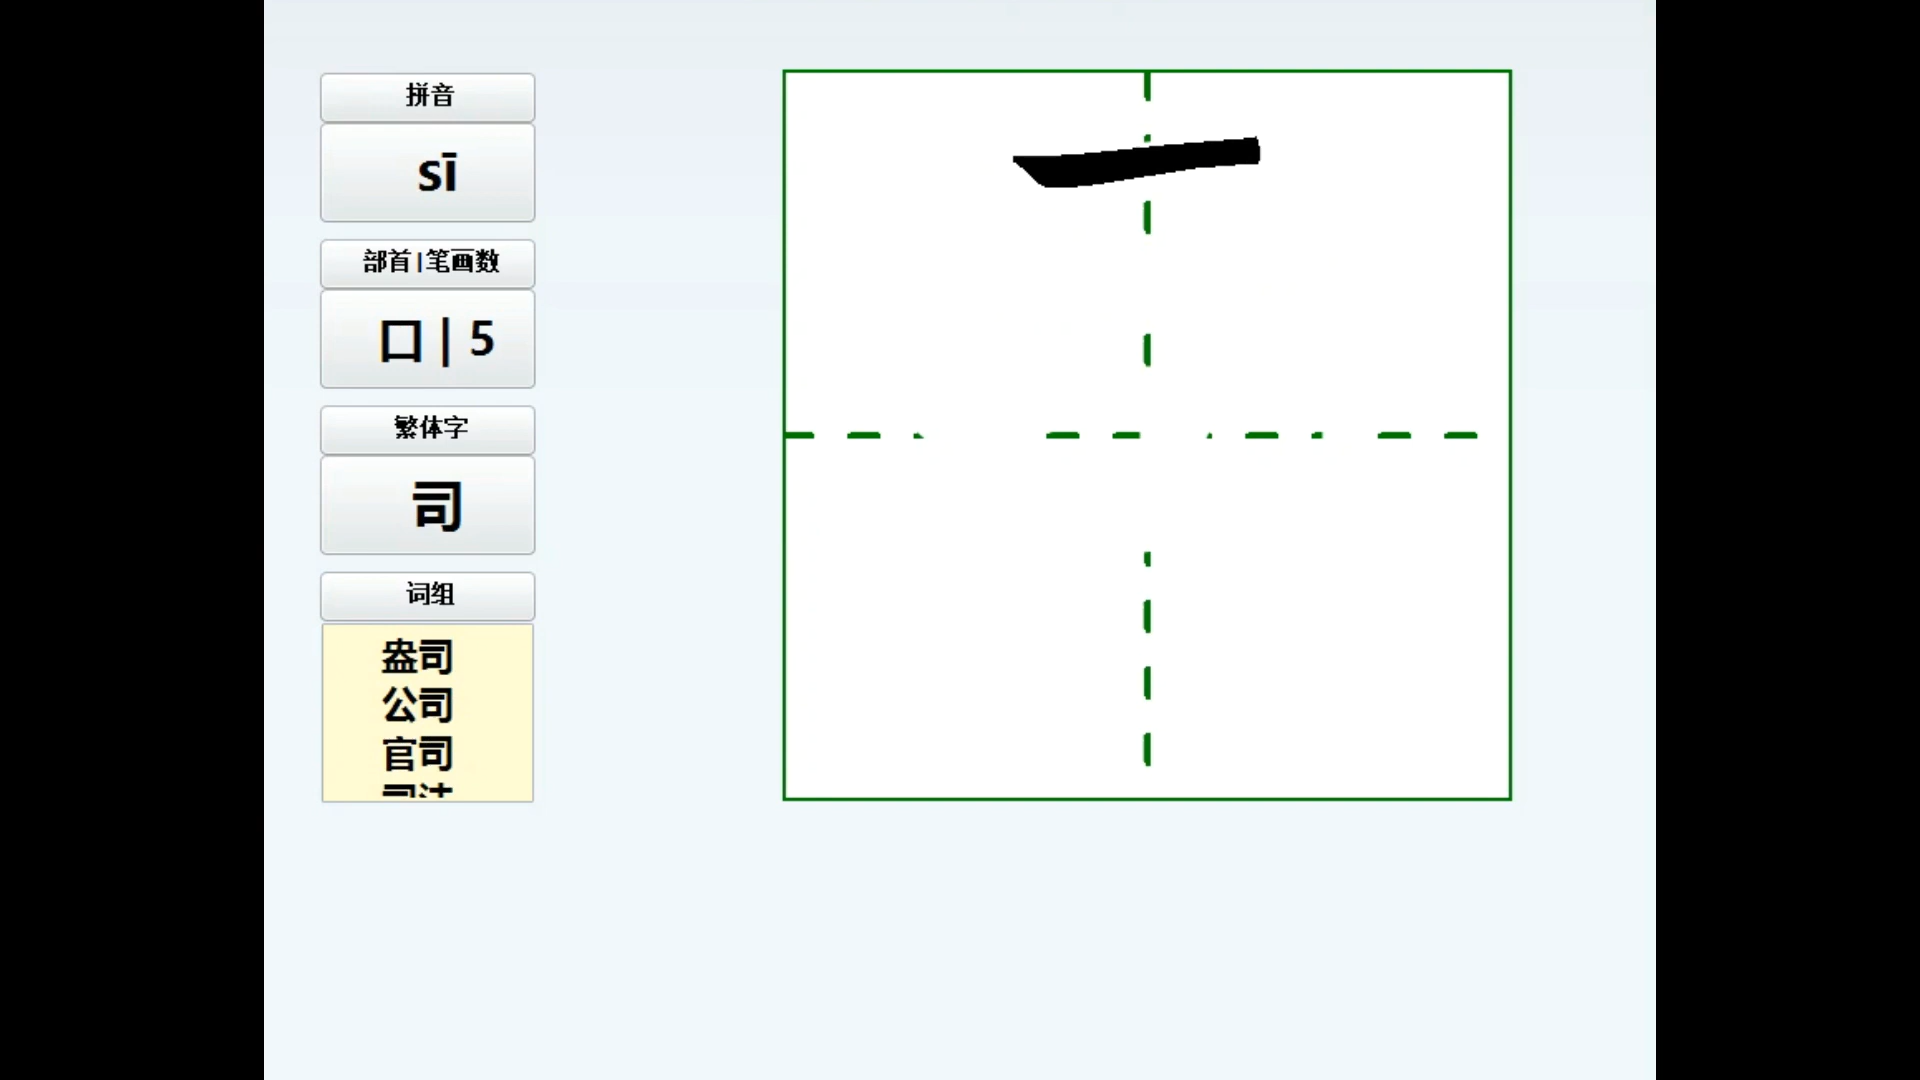 拼音
sī
部首|笔画数
口 | 5
繁体字
司
词组
盎司
公司
官司